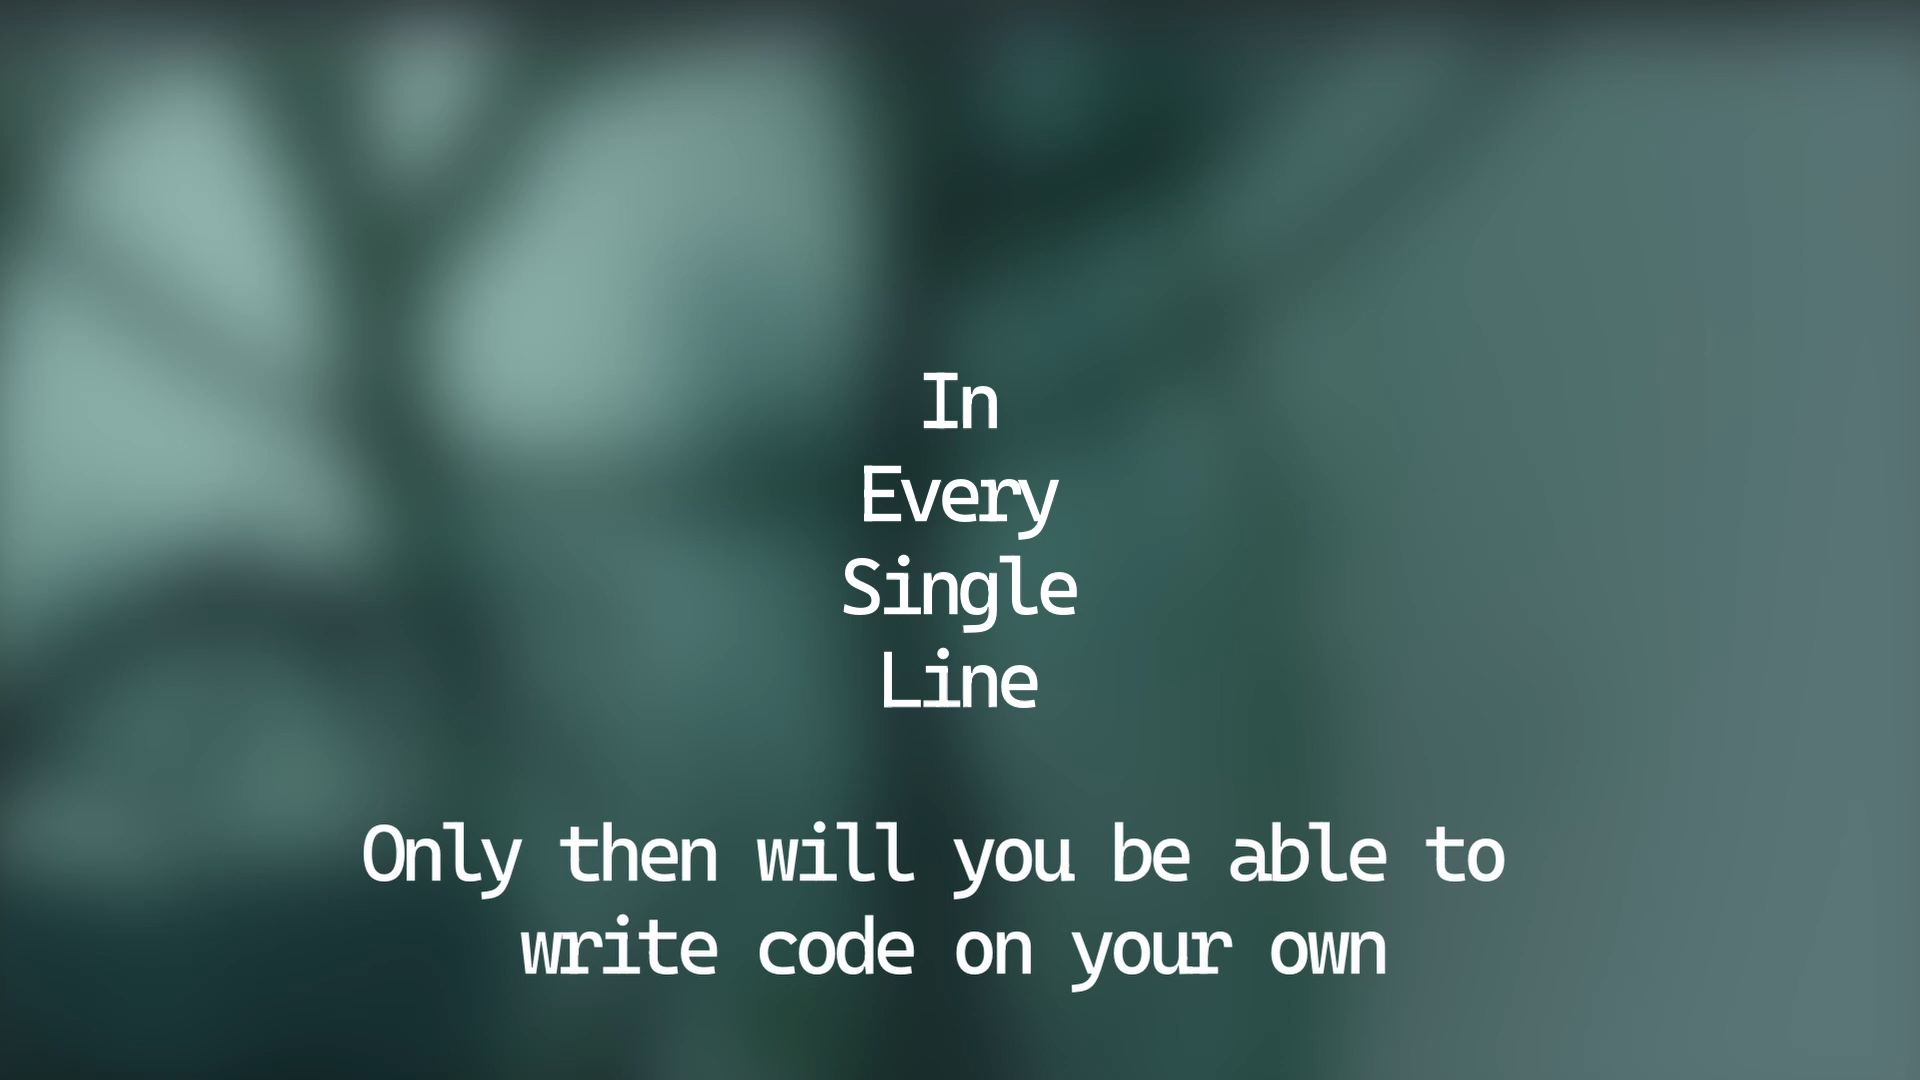 In
Every
Single
Line
Only then will you be able to
write code on your own